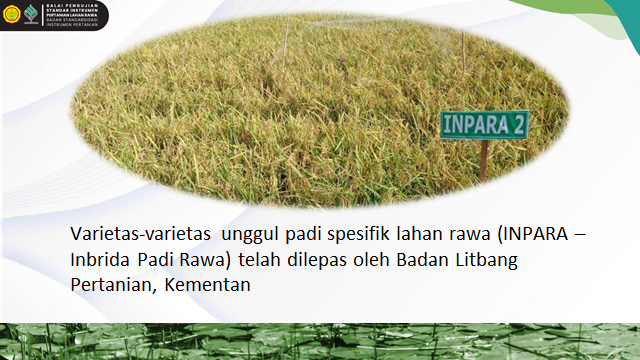 BALAI PENGUJIAN
STANDAR INSTRUMEN
PERTANIAN LAHAN RAWA
BADAN STANDARDISASI
INSTRUMEN PERTANIAN
INPARA 2
Varietas-varietas unggul padi spesifik lahan rawa (INPARA –
Inbrida Padi Rawa) telah dilepas oleh Badan Litbang
Pertanian, Kementan